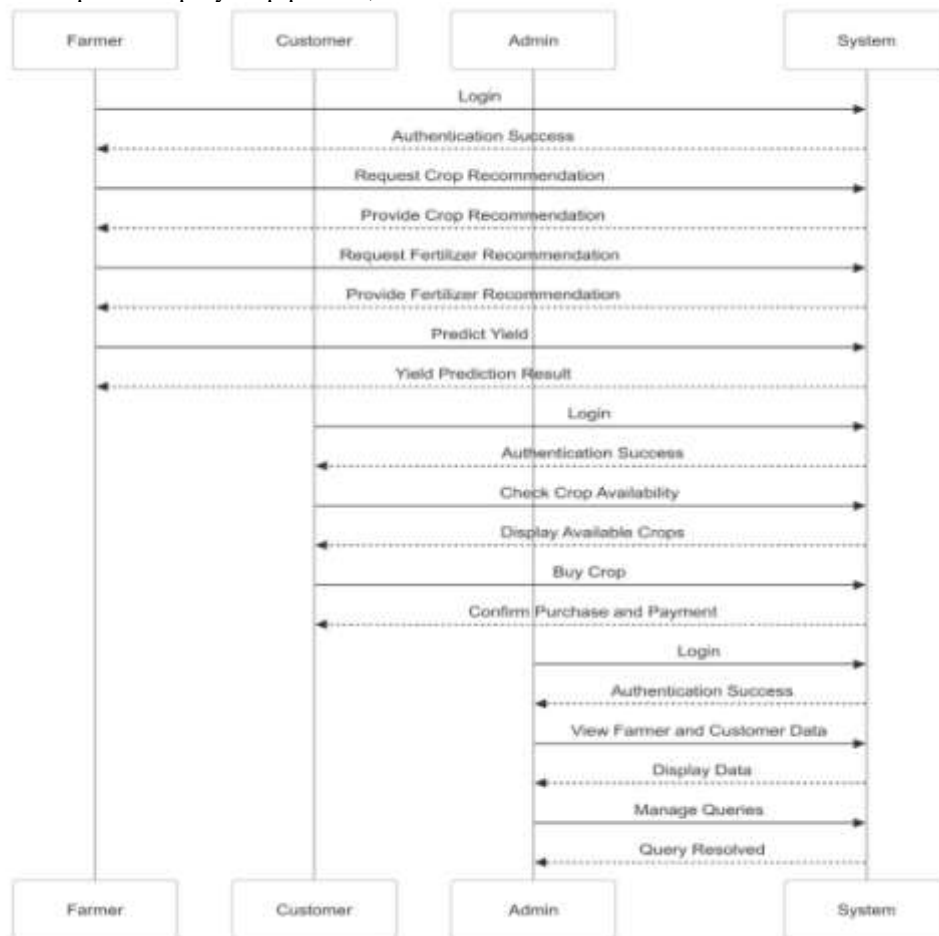 Farmer Customer Admin System
Login
Authentication Success
Request Crop Recommendation
Provide Crop Recommendation
Request Fertilizer Recommendation
Provide Fertilizer Recommendation
Predict Yield
Yield Prediction Result
Login
Authentication Success
Check Crop Availability
Display Available Crops
Buy Crop
Confirm Purchase and Payment
Login
Authentication Success
View Farmer and Customer Data
Display Data
Manage Queries
Query Resolved
Farmer Customer Admin System